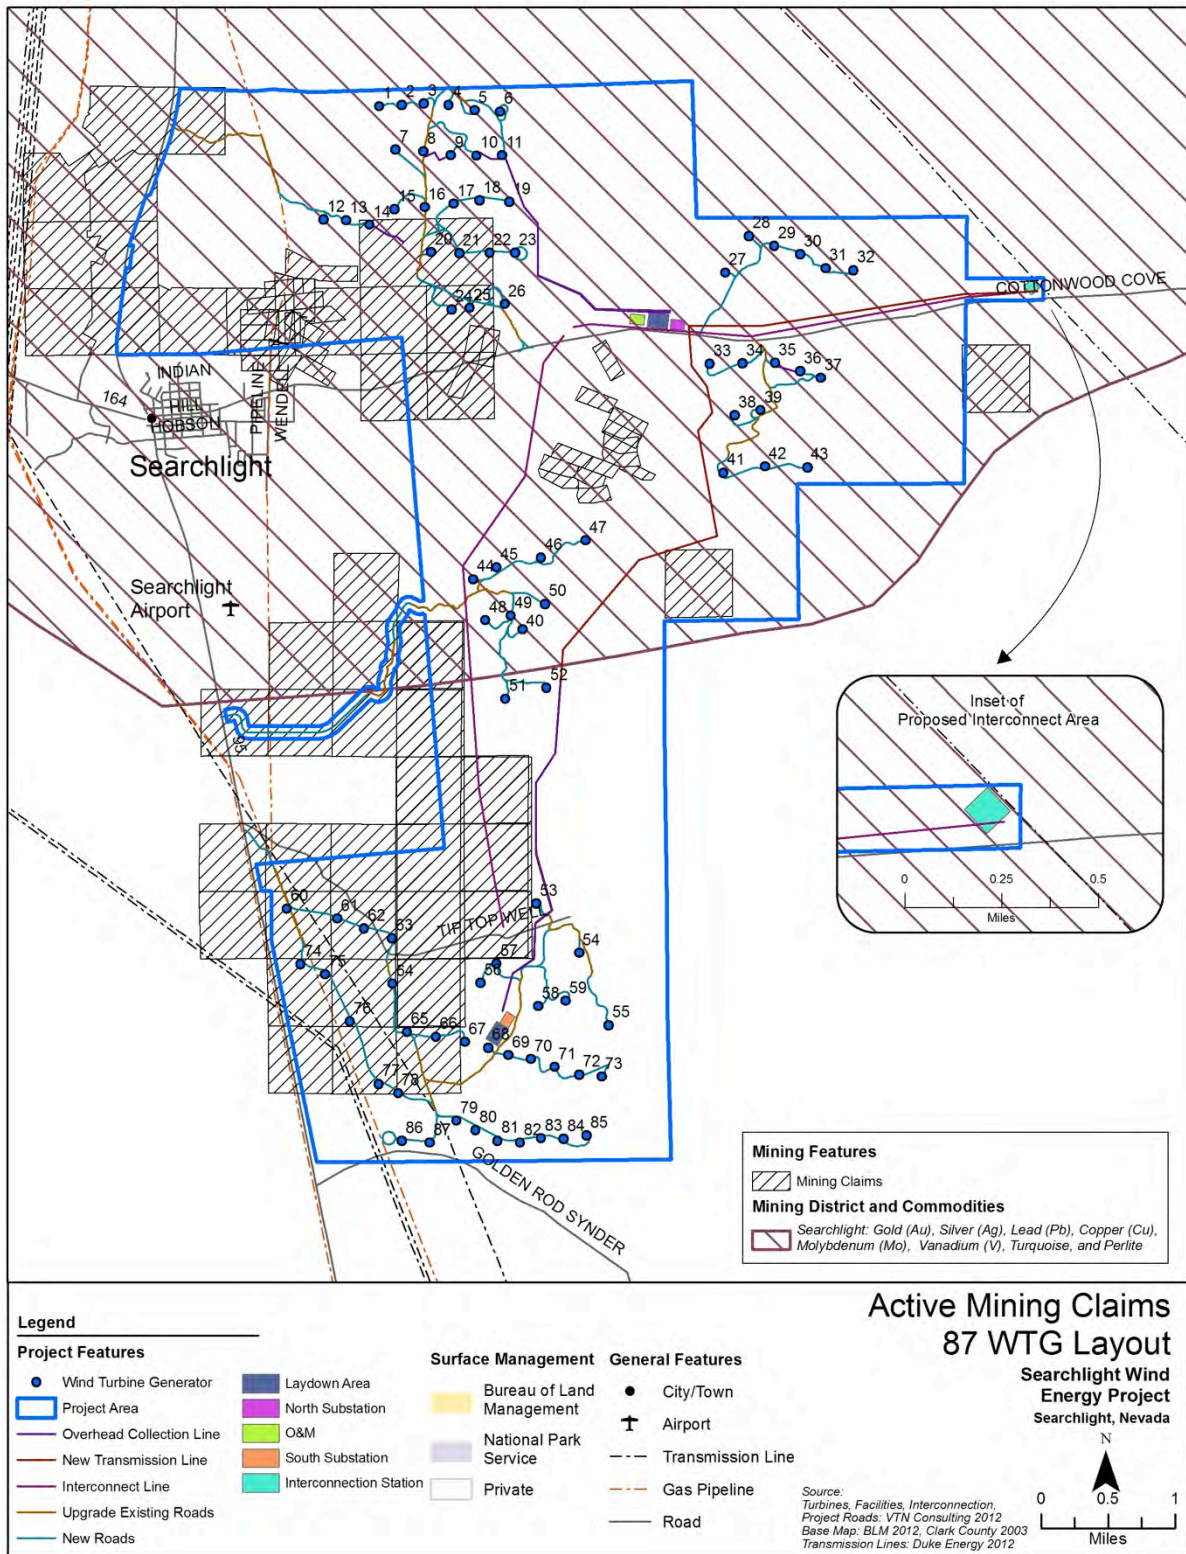 1 2 3 4 5 6
7 8 9 10 11
12 13 14 15 16 17 18 19
20 21 22 23
24 25 26
27 28 29 30 31 32
COTTONWOOD COVE
33 34 35 36 37
38 39
41 42 43
INDIAN
HILL
HOBSON
PIPELINE
WENDEL
164
Searchlight
44 45 46 47
48 49 50
40
Searchlight
Airport
51 52
95
53
TIP TOP WELL
54
55
56 57
58 59
60 61 62 63
64
65 66 67
68 69 70 71 72 73
74 75
76
77 78
79 80 81 82 83 84 85
86 87
GOLDEN ROD SYNDER
Inset of
Proposed Interconnect Area
0 0.25 0.5
Miles
Mining Features
Mining Claims
Mining District and Commodities
Searchlight: Gold (Au), Silver (Ag), Lead (Pb), Copper (Cu),
Molybdenum (Mo), Vanadium (V), Turquoise, and Perlite
Legend
Project Features
Wind Turbine Generator
Project Area
Overhead Collection Line
New Transmission Line
Interconnect Line
Upgrade Existing Roads
New Roads
Laydown Area
North Substation
O&M
South Substation
Interconnection Station
Surface Management
Bureau of Land
Management
National Park
Service
Private
General Features
City/Town
Airport
Transmission Line
Gas Pipeline
Road
Active Mining Claims
87 WTG Layout
Searchlight Wind
Energy Project
Searchlight, Nevada
N
0 0.5 1
Miles
Source:
Turbines, Facilities, Interconnection,
Project Roads: VTN Consulting 2012
Base Map: BLM 2012, Clark County 2003
Transmission Lines: Duke Energy 2012